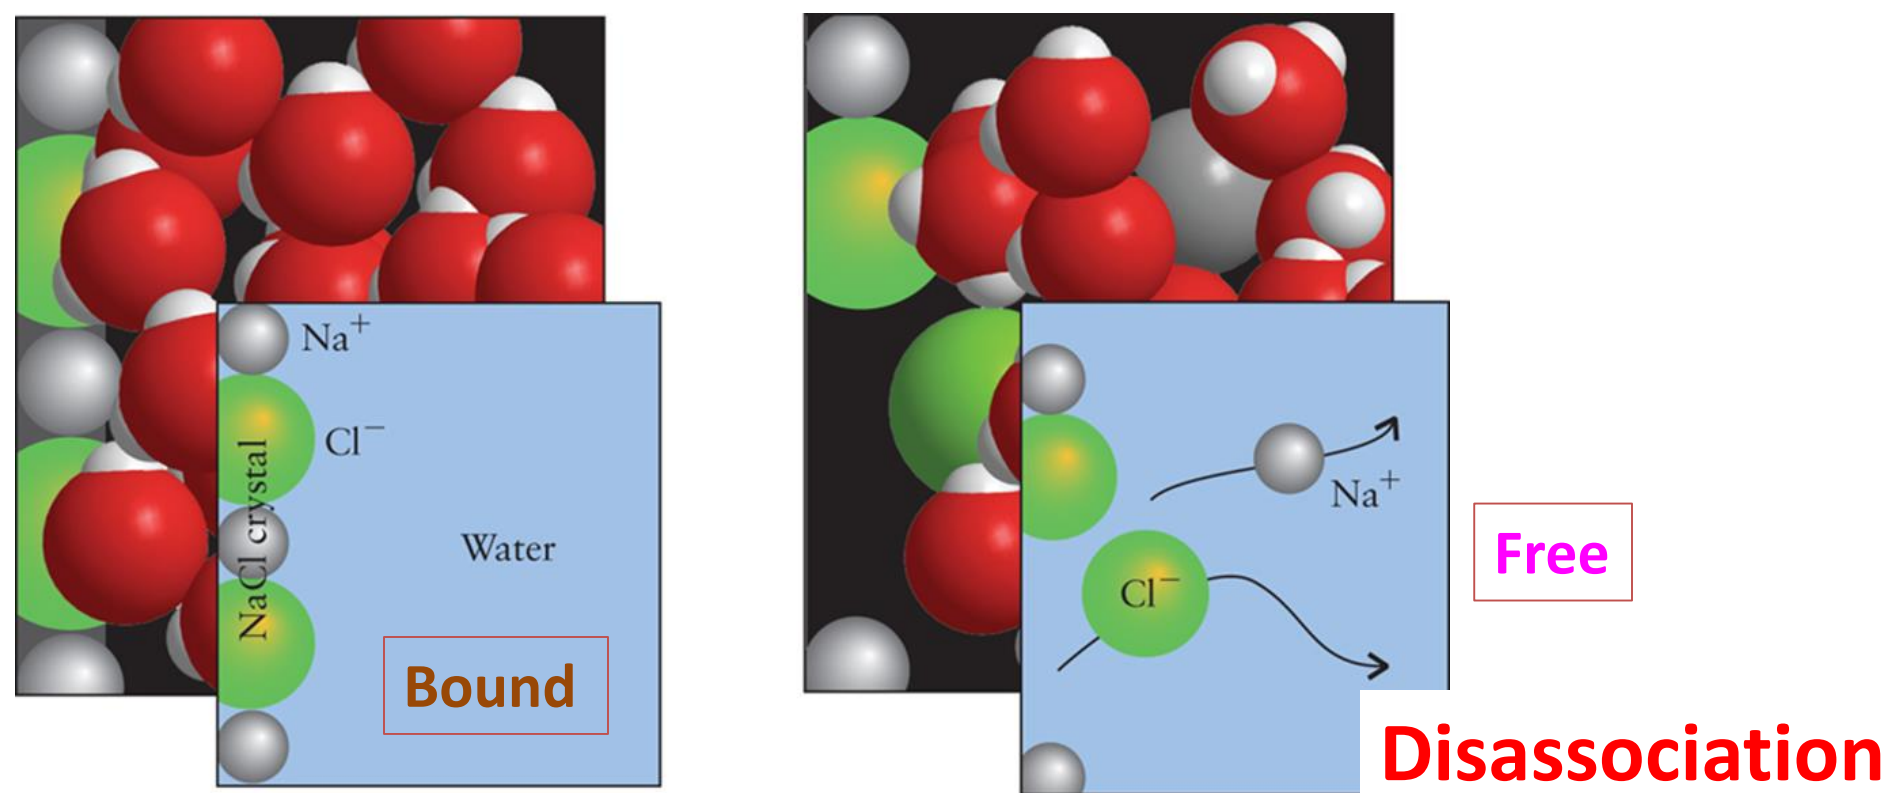 Na⁺
Cl⁻
NaCl crystal
Water
Bound
Na⁺
Cl⁻
Free
Disassociation